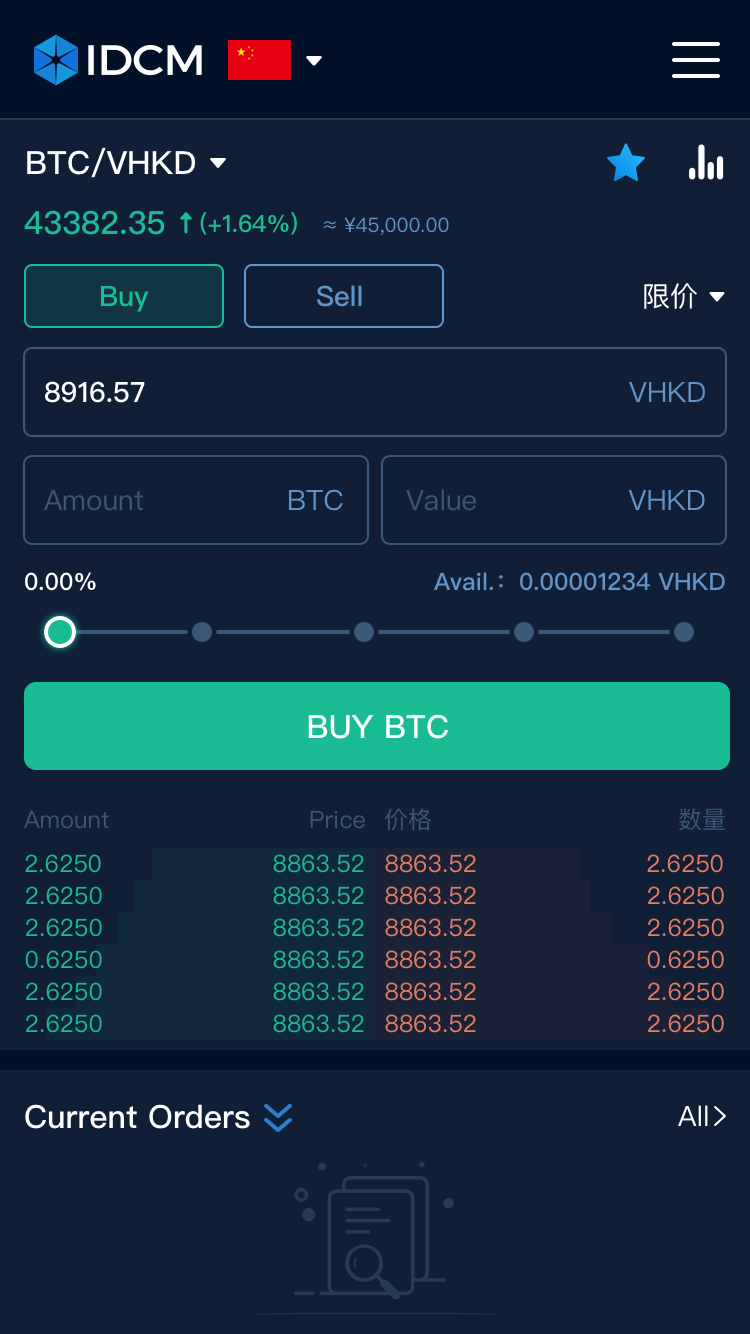 IDCM
BTC/VHKD
43382.35 ↑(+1.64%) ≈ ¥45,000.00
Buy Sell 限价
8916.57 VHKD
Amount BTC Value VHKD
0.00% Avail.: 0.00001234 VHKD
BUY BTC
Amount Price 价格 数量
2.6250 8863.52 8863.52 2.6250
2.6250 8863.52 8863.52 2.6250
2.6250 8863.52 8863.52 2.6250
0.6250 8863.52 8863.52 0.6250
2.6250 8863.52 8863.52 2.6250
2.6250 8863.52 8863.52 2.6250
Current Orders All>